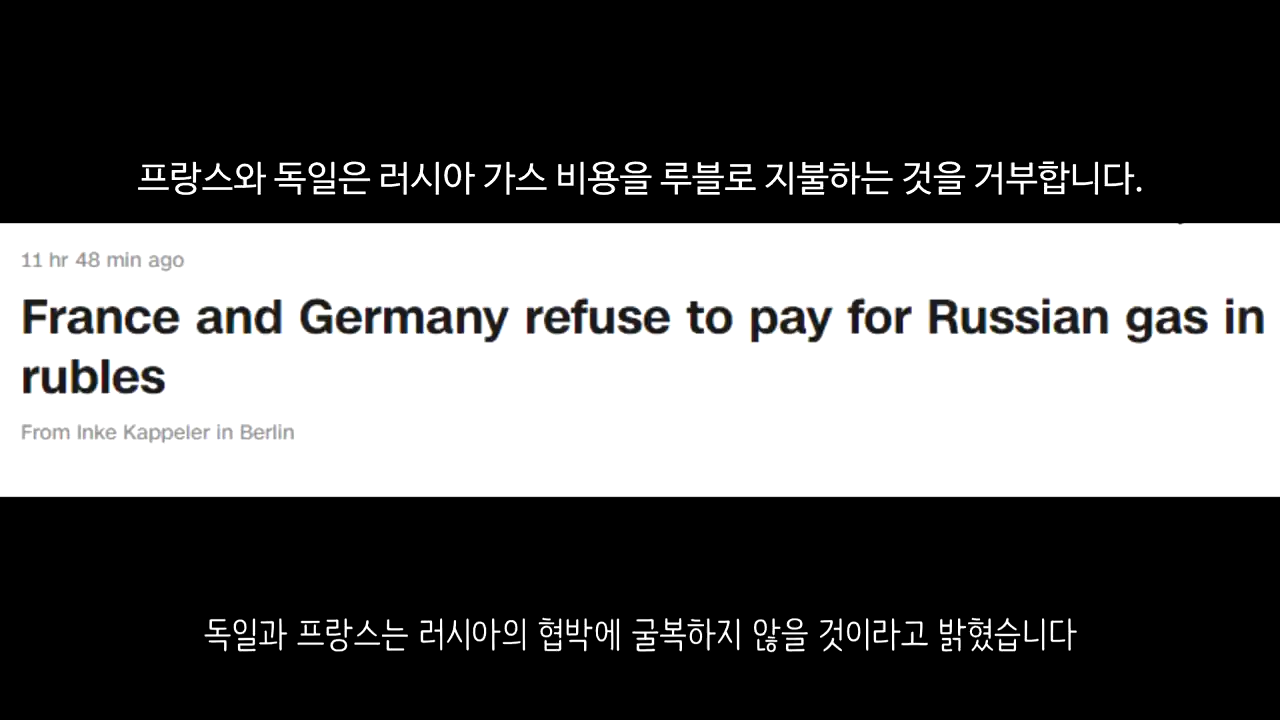 프랑스와 독일은 러시아 가스 비용을 루블로 지불하는 것을 거부합니다.
11 hr 48 min ago
France and Germany refuse to pay for Russian gas in
rubles
From Inke Kappeler in Berlin
독일과 프랑스는 러시아의 협박에 굴복하지 않을 것이라고 밝혔습니다